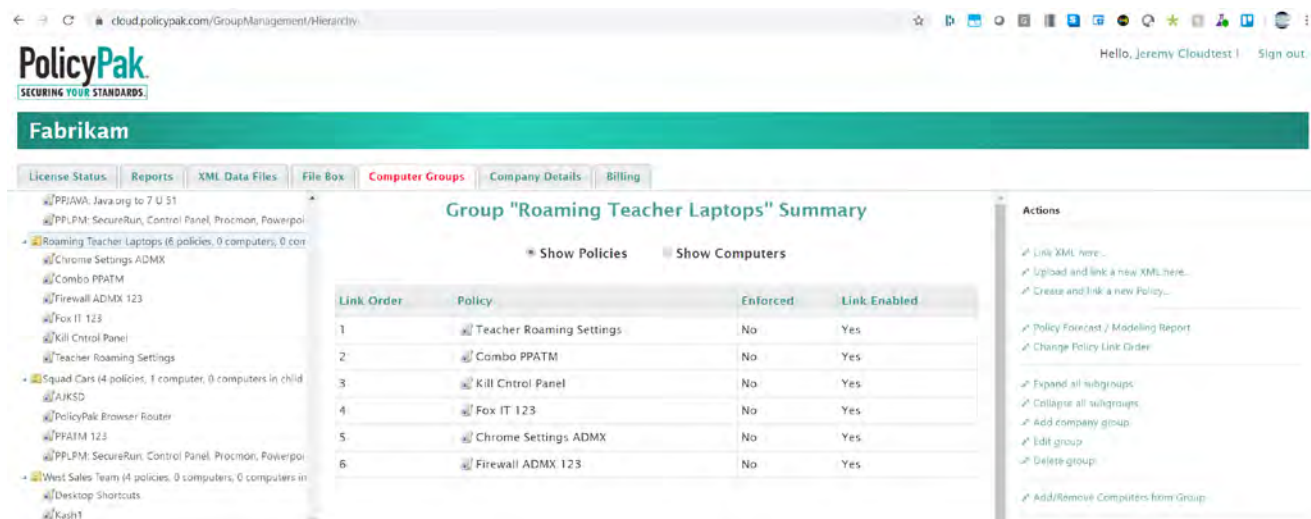 cloud.policypak.com/GroupManagement/Hierarchy
Hello, Jeremy Cloudtest ! Sign out
PolicyPak
SECURING YOUR STANDARDS.
Fabrikam
License Status Reports XML Data Files File Box Computer Groups Company Details Billing
PPJAVA: Java.org to 7 U 51
PPLPM: SecureRun, Control Panel, Procmon, Powerpoi
Roaming Teacher Laptops (6 policies, 0 computers, 0 com
Chrome Settings ADMX
Combo PPATM
Firewall ADMX 123
Fox IT 123
Kill Cntrol Panel
Teacher Roaming Settings
Squad Cars (4 policies, 1 computer, 0 computers in child
AJKSD
PolicyPak Browser Router
PPATM 123
PPLPM: SecureRun, Control Panel, Procmon, Powerpoi
West Sales Team (4 policies, 0 computers, 0 computers in
Desktop Shortcuts
Kash1
Group "Roaming Teacher Laptops" Summary
Show Policies Show Computers
Link Order Policy Enforced Link Enabled
1 Teacher Roaming Settings No Yes
2 Combo PPATM No Yes
3 Kill Cntrol Panel No Yes
4 Fox IT 123 No Yes
5 Chrome Settings ADMX No Yes
6 Firewall ADMX 123 No Yes
Actions
Link XML here...
Upload and link a new XML here...
Create and link a new Policy...
Policy Forecast / Modeling Report
Change Policy Link Order
Expand all subgroups
Collapse all subgroups
Add company group
Edit group
Delete group
Add/Remove Computers from Group